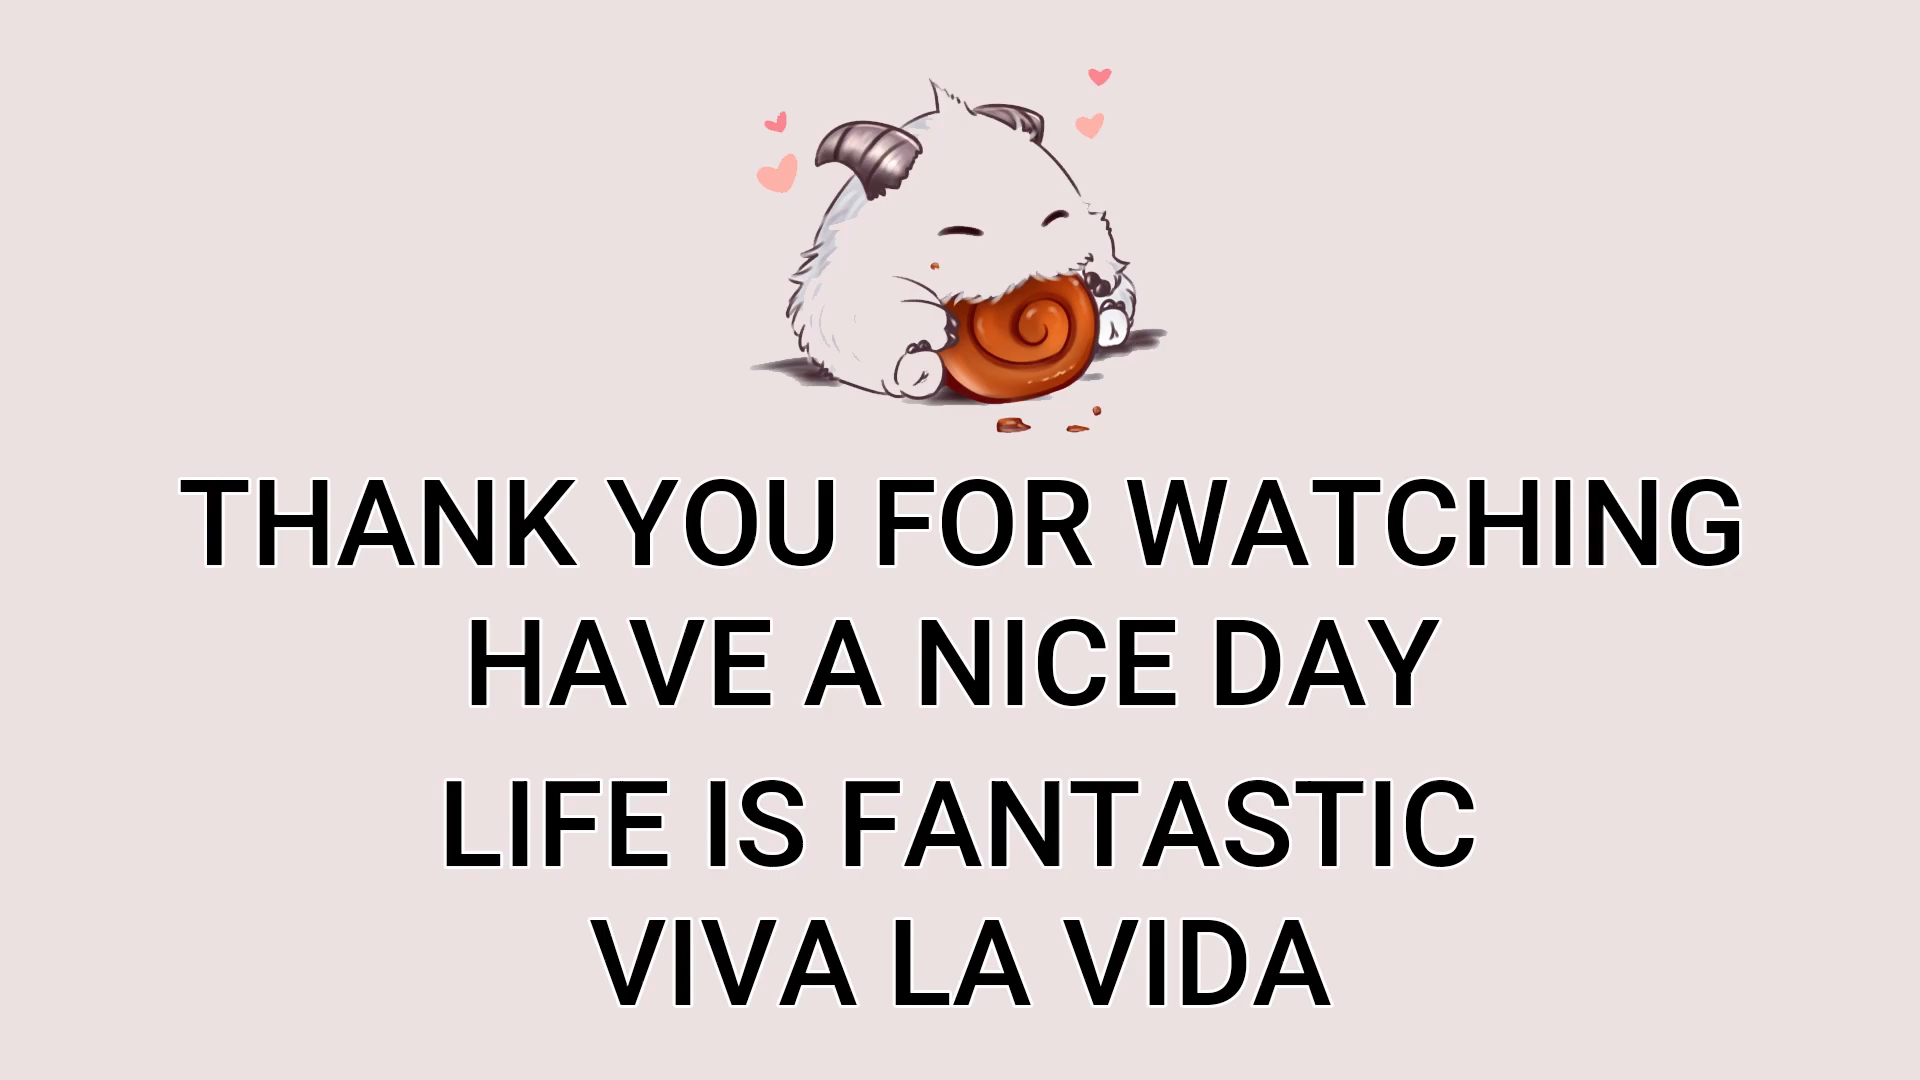 THANK YOU FOR WATCHING
HAVE A NICE DAY
LIFE IS FANTASTIC
VIVA LA VIDA